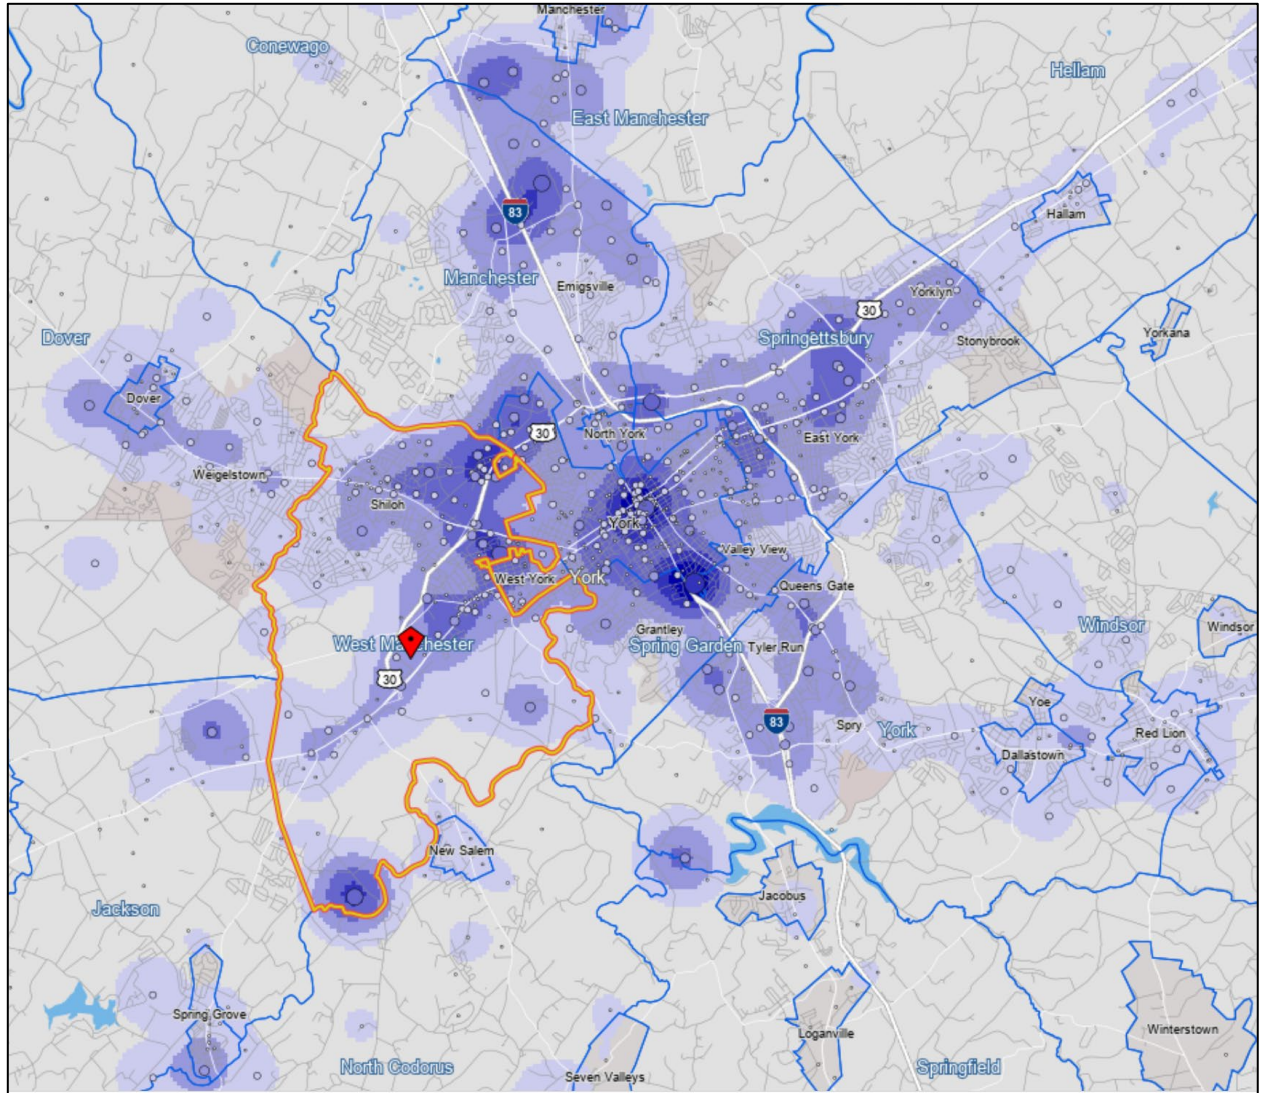 Manchester
Conewago
Hellam
East Manchester
83
Hallam
Manchester
Emigsville
Yorklyn
30
Springettsbury
Yorkana
Stonybrook
Dover
Dover
30
North York
East York
Weigelstown
Shiloh
York
Valley View
West York
York
Queens Gate
Grantley
Windsor
Windsor
West Manchester
Spring Garden
Tyler Run
30
Yoe
83
Spry
York
Red Lion
Dallastown
New Salem
Jacobus
Jackson
Spring Grove
Winterstown
Loganville
North Codorus
Springfield
Seven Valleys